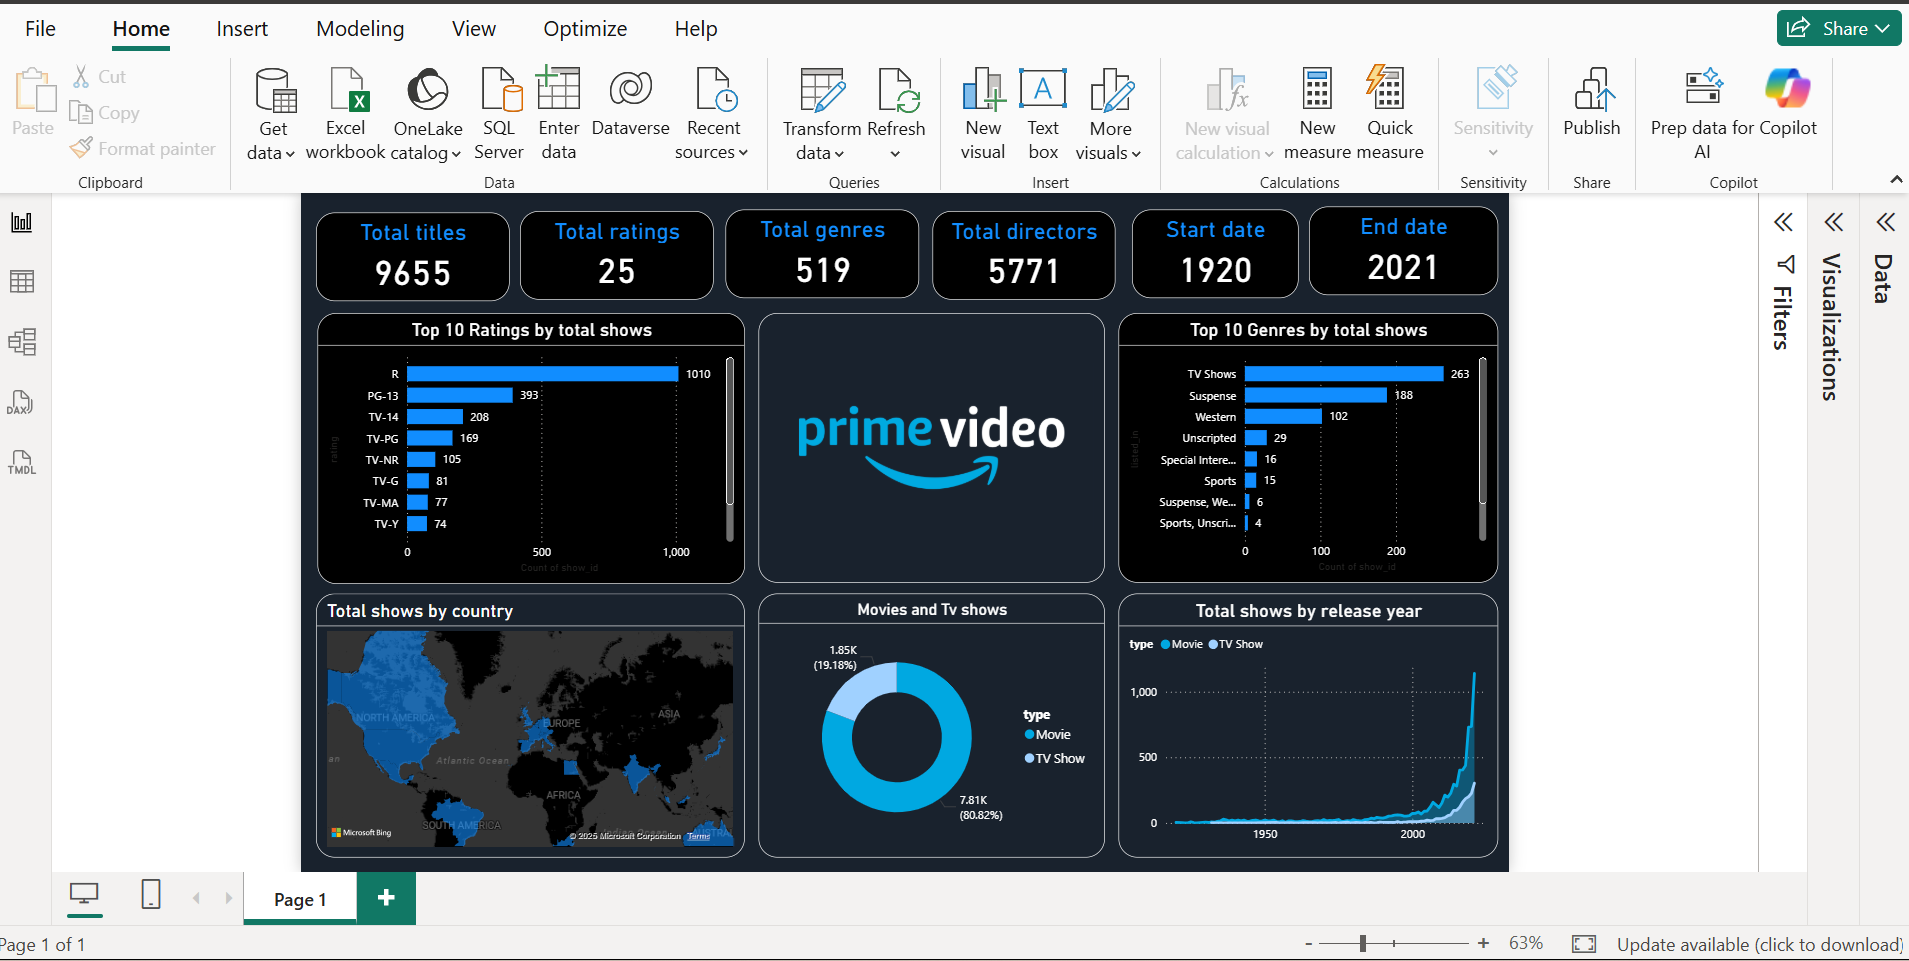 File Home Insert Modeling View Optimize Help Share
Paste
Cut
Copy
Format painter
Clipboard
Get data
Excel workbook
OneLake catalog
SQL Server
Enter data
Dataverse
Recent sources
Data
Transform data
Refresh
Queries
New visual
Text box
More visuals
Insert
New visual calculation
New measure
Quick measure
Calculations
Sensitivity
Sensitivity
Publish
Share
Prep data for AI
Copilot
Copilot
DAX
TMDL
Total titles
9655
Total ratings
25
Total genres
519
Total directors
5771
Start date
1920
End date
2021
Top 10 Ratings by total shows
rating
R 1010
PG-13 393
TV-14 208
TV-PG 169
TV-NR 105
TV-G 81
TV-MA 77
TV-Y 74
0 500 1,000
Count of show_id
prime video
Top 10 Genres by total shows
listed_in
TV Shows 263
Suspense 188
Western 102
Unscripted 29
Special Intere... 16
Sports 15
Suspense, We... 6
Sports, Unscri... 4
0 100 200
Count of show_id
Total shows by country
NORTH AMERICA
EUROPE
ASIA
an
Atlantic Ocean
AFRICA
SOUTH AMERICA
Indian Ocean
AUSTRA
Microsoft Bing
© 2025 Microsoft Corporation Terms
Movies and Tv shows
1.85K
(19.18%)
7.81K
(80.82%)
type
Movie
TV Show
Total shows by release year
type Movie TV Show
1,000
500
0
1950 2000
Filters
Visualizations
Data
Page 1
+
Page 1 of 1
- + 63%
Update available (click to download)